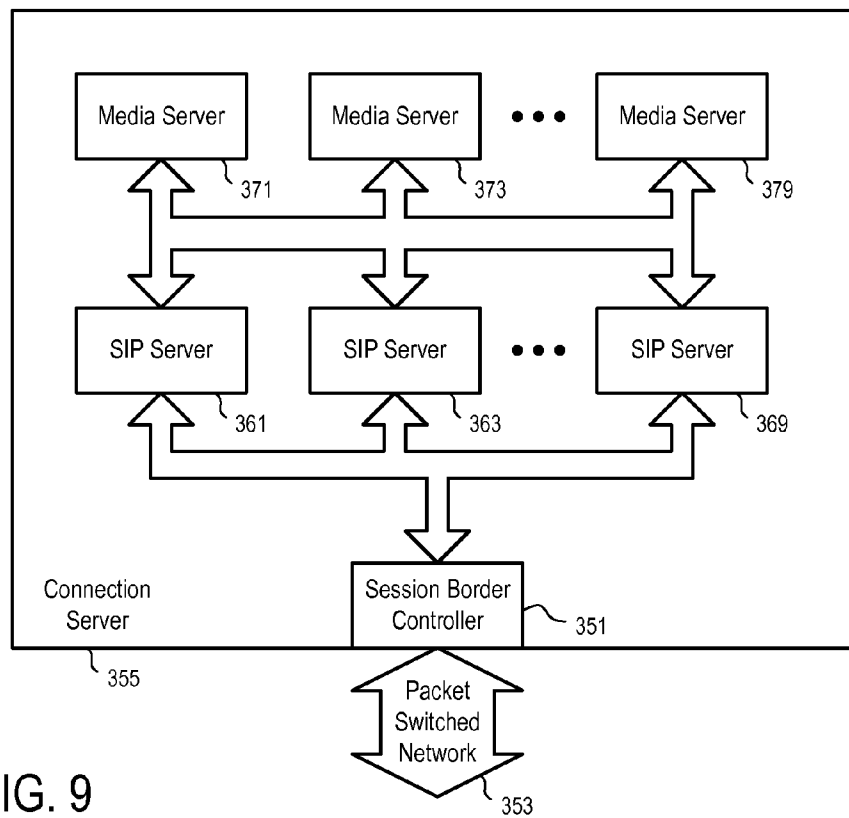 Media Server
Media Server
Media Server
371
373
379
SIP Server
SIP Server
SIP Server
361
363
369
Connection
Server
355
Session Border
Controller
351
Packet
Switched
Network
353
IG. 9